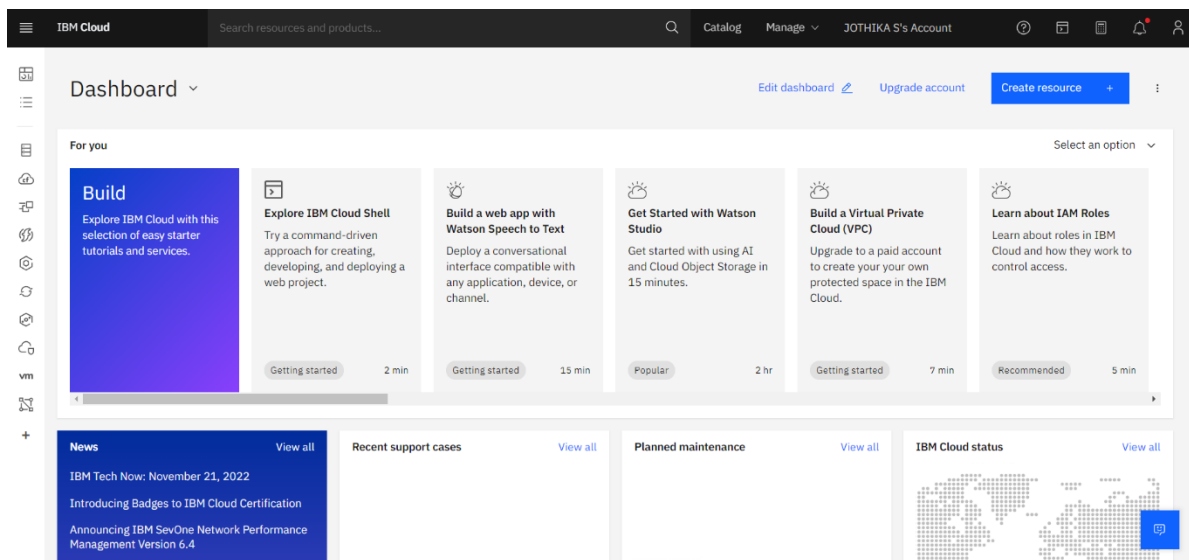 IBM Cloud
Search resources and products...
Catalog
Manage
JOTHIKA S's Account
Dashboard
Edit dashboard
Upgrade account
Create resource +
For you
Select an option
Build
Explore IBM Cloud with this
selection of easy starter
tutorials and services.
Explore IBM Cloud Shell
Try a command-driven
approach for creating,
developing, and deploying a
web project.
Getting started
2 min
Build a web app with
Watson Speech to Text
Deploy a conversational
interface compatible with
any application, device, or
channel.
Getting started
15 min
Get Started with Watson
Studio
Get started with using AI
and Cloud Object Storage in
15 minutes.
Popular
2 hr
Build a Virtual Private
Cloud (VPC)
Upgrade to a paid account
to create your your own
protected space in the IBM
Cloud.
Getting started
7 min
Learn about IAM Roles
Learn about roles in IBM
Cloud and how they work to
control access.
Recommended
5 min
vm
+
News
View all
IBM Tech Now: November 21, 2022
Introducing Badges to IBM Cloud Certification
Announcing IBM SevOne Network Performance
Management Version 6.4
Recent support cases
View all
Planned maintenance
View all
IBM Cloud status
View all